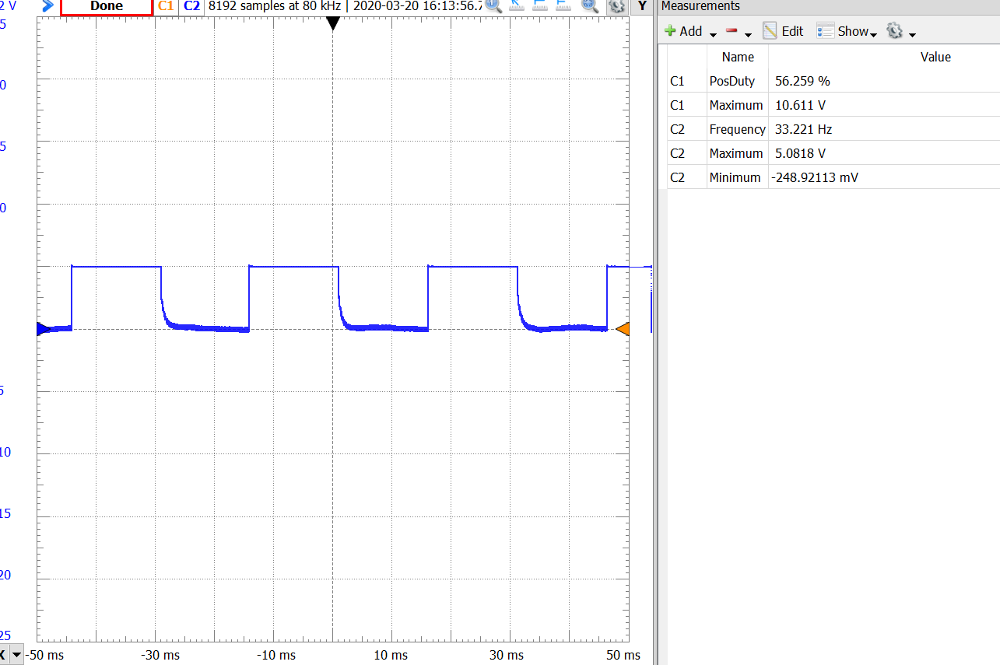 2 V Done C1 C2 8192 samples at 80 kHz | 2020-03-20 16:13:56.7 Y
Measurements
Add Edit Show
Name Value
C1 PosDuty 56.259 %
C1 Maximum 10.611 V
C2 Frequency 33.221 Hz
C2 Maximum 5.0818 V
C2 Minimum -248.92113 mV
5
0
5
0
5
10
15
20
25
X -50 ms -30 ms -10 ms 10 ms 30 ms 50 ms